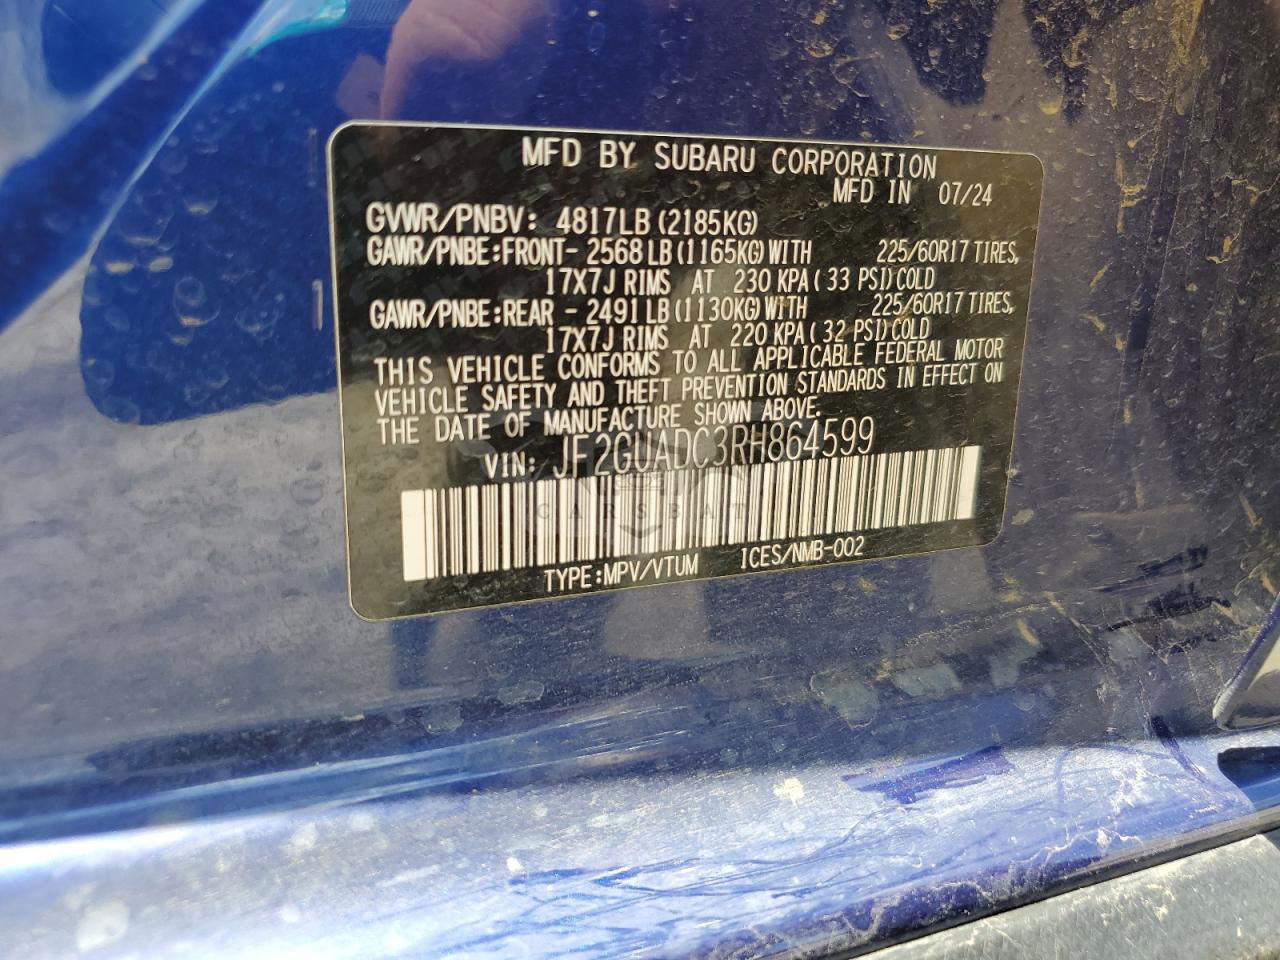 MFD BY SUBARU CORPORATION
MFD IN 07/24
GVWR/PNBV: 4817LB (2185KG)
GAWR/PNBE:FRONT- 2568LB (1165KG) WITH 225/60R17 TIRES,
17X7J RIMS AT 230 KPA ( 33 PSI) COLD
GAWR/PNBE:REAR - 2491LB (1130KG) WITH 225/60R17 TIRES,
17X7J RIMS AT 220 KPA ( 32 PSI) COLD
THIS VEHICLE CONFORMS TO ALL APPLICABLE FEDERAL MOTOR
VEHICLE SAFETY AND THEFT PREVENTION STANDARDS IN EFFECT ON
THE DATE OF MANUFACTURE SHOWN ABOVE.
VIN: JF2GUADC3RH864599
CARSBAT
TYPE:MPV/VTUM ICES/NMB-002